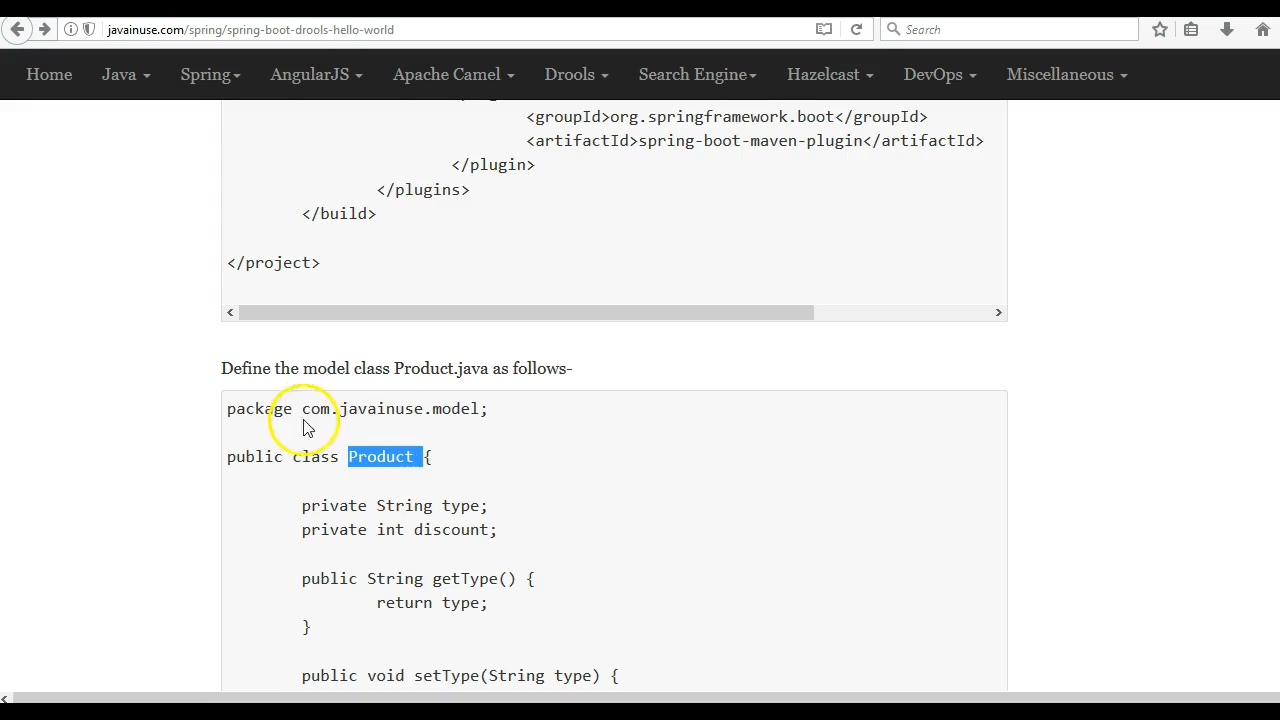 javainuse.com/spring/spring-boot-drools-hello-world
Search
Home Java Spring AngularJS Apache Camel Drools Search Engine Hazelcast DevOps Miscellaneous
<groupId>org.springframework.boot</groupId>
<artifactId>spring-boot-maven-plugin</artifactId>
</plugin>
</plugins>
</build>
</project>
Define the model class Product.java as follows-
package com.javainuse.model;
public class Product {
private String type;
private int discount;
public String getType() {
return type;
}
public void setType(String type) {